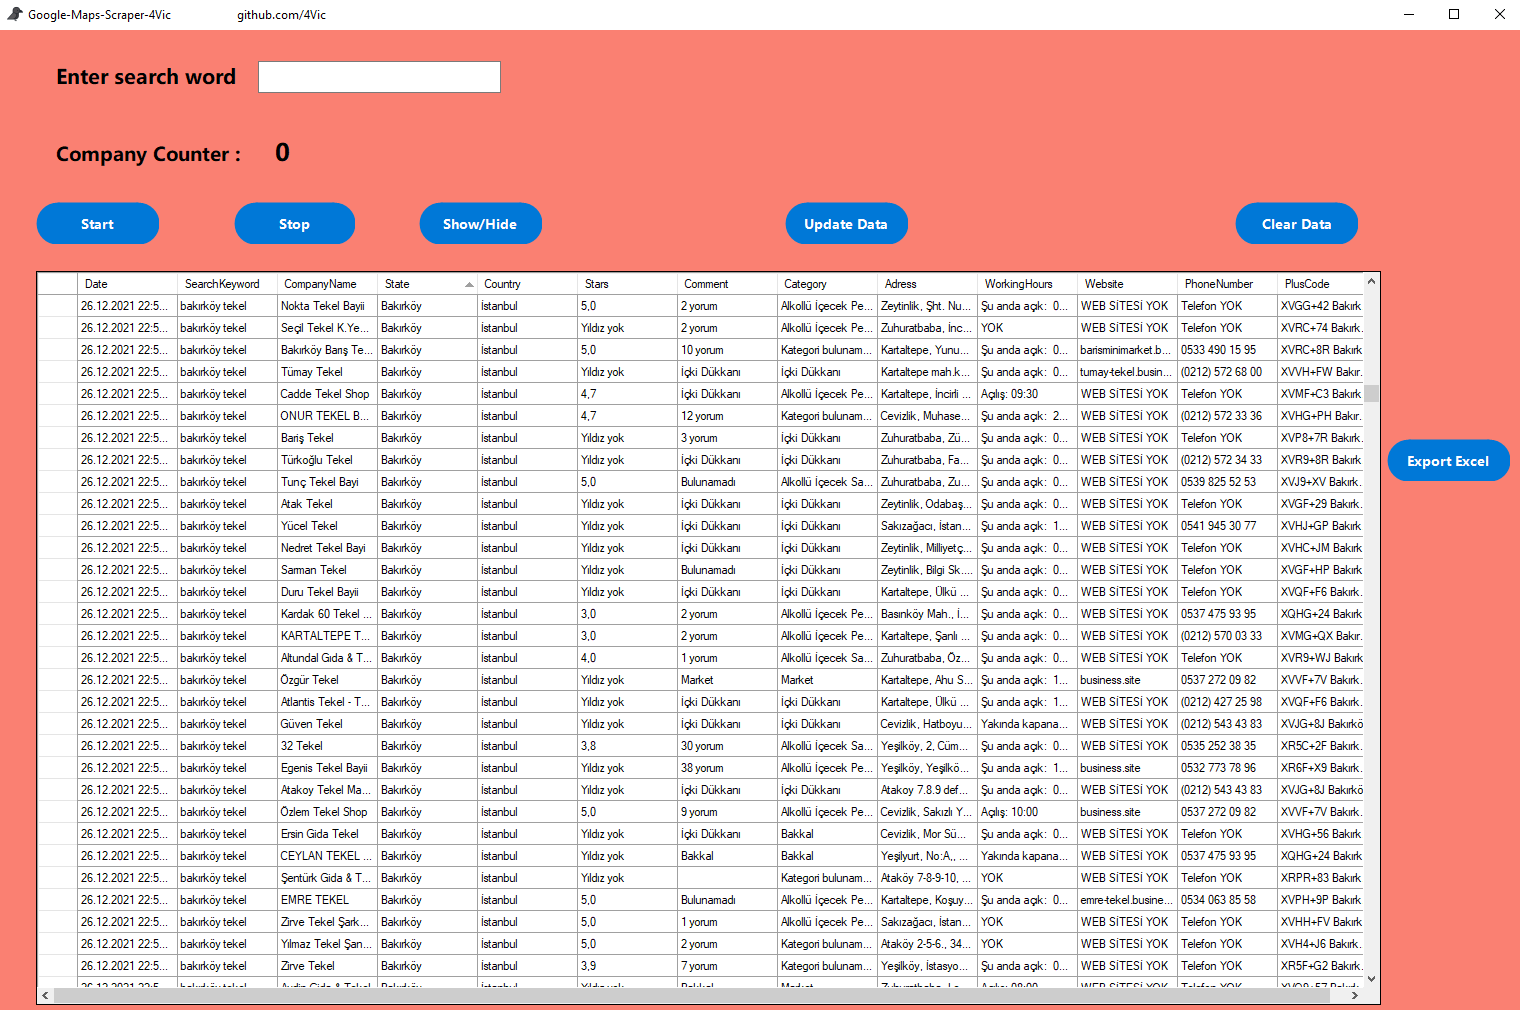 Google-Maps-Scraper-4Vic github.com/4Vic
Enter search word
Company Counter : 0
Start Stop Show/Hide Update Data Clear Data
Date SearchKeyword CompanyName State Country Stars Comment Category Adress WorkingHours Website PhoneNumber PlusCode
26.12.2021 22:5... bakırköy tekel Nokta Tekel Bayii Bakırköy İstanbul 5,0 2 yorum Alkollü İçecek Pe... Zeytinlik, Şht. Nu... Şu anda açık: 0... WEB SİTESİ YOK Telefon YOK XVGG+42 Bakırk
26.12.2021 22:5... bakırköy tekel Seçil Tekel K.Ye... Bakırköy İstanbul Yıldız yok 2 yorum Alkollü İçecek Pe... Zuhuratbaba, İnc... YOK WEB SİTESİ YOK Telefon YOK XVRC+74 Bakırk.
26.12.2021 22:5... bakırköy tekel Bakırköy Barış Te... Bakırköy İstanbul 5,0 10 yorum Kategori bulunam... Kartaltepe, Yunu... Şu anda açık: 0... barisminimarket.b... 0533 490 15 95 XVRC+8R Bakırk
26.12.2021 22:5... bakırköy tekel Tümay Tekel Bakırköy İstanbul Yıldız yok İçki Dükkanı İçki Dükkanı Kartaltepe mah.k... Şu anda açık: 0... tumay-tekel.busin... (0212) 572 68 00 XVVH+FW Bakır.
26.12.2021 22:5... bakırköy tekel Cadde Tekel Shop Bakırköy İstanbul 4,7 İçki Dükkanı Alkollü İçecek Pe... Kartaltepe, İncirli ... Açılış: 09:30 WEB SİTESİ YOK Telefon YOK XVMF+C3 Bakırk
26.12.2021 22:5... bakırköy tekel ONUR TEKEL B... Bakırköy İstanbul 4,7 12 yorum Kategori bulunam... Cevizlik, Muhase... Şu anda açık: 2... WEB SİTESİ YOK (0212) 572 33 36 XVHG+PH Bakır.
26.12.2021 22:5... bakırköy tekel Bariş Tekel Bakırköy İstanbul Yıldız yok 3 yorum İçki Dükkanı Zuhuratbaba, Zü... Şu anda açık: 0... WEB SİTESİ YOK Telefon YOK XVP8+7R Bakırk.
26.12.2021 22:5... bakırköy tekel Türkoğlu Tekel Bakırköy İstanbul Yıldız yok İçki Dükkanı İçki Dükkanı Zuhuratbaba, Fa... Şu anda açık: 0... WEB SİTESİ YOK (0212) 572 34 33 XVR9+8R Bakırk
26.12.2021 22:5... bakırköy tekel Tunç Tekel Bayi Bakırköy İstanbul 5,0 Bulunamadı Alkollü İçecek Sa... Zuhuratbaba, Zu... Şu anda açık: 0... WEB SİTESİ YOK 0539 825 52 53 XVJ9+XV Bakırk.
26.12.2021 22:5... bakırköy tekel Atak Tekel Bakırköy İstanbul Yıldız yok İçki Dükkanı İçki Dükkanı Zeytinlik, Odabaş... Şu anda açık: 0... WEB SİTESİ YOK Telefon YOK XVGF+29 Bakırk.
26.12.2021 22:5... bakırköy tekel Yücel Tekel Bakırköy İstanbul Yıldız yok İçki Dükkanı İçki Dükkanı Sakızağacı, İstan... Şu anda açık: 1... WEB SİTESİ YOK 0541 945 30 77 XVHJ+GP Bakırk
26.12.2021 22:5... bakırköy tekel Nedret Tekel Bayi Bakırköy İstanbul Yıldız yok İçki Dükkanı İçki Dükkanı Zeytinlik, Milliyetç... Şu anda açık: 0... WEB SİTESİ YOK Telefon YOK XVHC+JM Bakırk
26.12.2021 22:5... bakırköy tekel Sarman Tekel Bakırköy İstanbul Yıldız yok Bulunamadı İçki Dükkanı Zeytinlik, Bilgi Sk.... Şu anda açık: 0... WEB SİTESİ YOK Telefon YOK XVGF+HP Bakırk
26.12.2021 22:5... bakırköy tekel Duru Tekel Bayii Bakırköy İstanbul Yıldız yok İçki Dükkanı İçki Dükkanı Kartaltepe, Ülkü ... Şu anda açık: 0... WEB SİTESİ YOK Telefon YOK XVQF+F6 Bakırk.
26.12.2021 22:5... bakırköy tekel Kardak 60 Tekel ... Bakırköy İstanbul 3,0 2 yorum Alkollü İçecek Pe... Basınköy Mah., İ... Şu anda açık: 0... WEB SİTESİ YOK 0537 475 93 95 XQHG+24 Bakırk
26.12.2021 22:5... bakırköy tekel KARTALTEPE T... Bakırköy İstanbul 3,0 2 yorum Alkollü İçecek Pe... Kartaltepe, Şanlı ... Şu anda açık: 0... WEB SİTESİ YOK (0212) 570 03 33 XVMG+QX Bakır.
26.12.2021 22:5... bakırköy tekel Altundal Gıda & T... Bakırköy İstanbul 4,0 1 yorum Alkollü İçecek Sa... Zuhuratbaba, Öz... Şu anda açık: 0... WEB SİTESİ YOK Telefon YOK XVR9+WJ Bakırk
26.12.2021 22:5... bakırköy tekel Özgür Tekel Bakırköy İstanbul Yıldız yok Market Market Kartaltepe, Ahu S... Şu anda açık: 1... business.site 0537 272 09 82 XVVF+7V Bakırk.
26.12.2021 22:5... bakırköy tekel Atlantis Tekel - T... Bakırköy İstanbul Yıldız yok İçki Dükkanı İçki Dükkanı Kartaltepe, Ülkü ... Şu anda açık: 1... WEB SİTESİ YOK (0212) 427 25 98 XVQF+F6 Bakırk.
26.12.2021 22:5... bakırköy tekel Güven Tekel Bakırköy İstanbul Yıldız yok İçki Dükkanı İçki Dükkanı Cevizlik, Hatboyu... Yakında kapana... WEB SİTESİ YOK (0212) 543 43 83 XVJG+8J Bakırkö
26.12.2021 22:5... bakırköy tekel 32 Tekel Bakırköy İstanbul 3,8 30 yorum Alkollü İçecek Sa... Yeşilköy, 2, Cüm... Şu anda açık: 0... WEB SİTESİ YOK 0535 252 38 35 XR5C+2F Bakırk.
26.12.2021 22:5... bakırköy tekel Egenis Tekel Bayii Bakırköy İstanbul Yıldız yok 38 yorum Alkollü İçecek Pe... Yeşilköy, Yeşilkö... Şu anda açık: 1... business.site 0532 773 78 96 XR6F+X9 Bakırk.
26.12.2021 22:5... bakırköy tekel Atakoy Tekel Ma... Bakırköy İstanbul Yıldız yok İçki Dükkanı İçki Dükkanı Atakoy 7.8.9 def... Şu anda açık: 0... WEB SİTESİ YOK (0212) 543 43 83 XVJG+8J Bakırkö
26.12.2021 22:5... bakırköy tekel Özlem Tekel Shop Bakırköy İstanbul 5,0 9 yorum Alkollü İçecek Pe... Cevizlik, Sakızlı Y... Açılış: 10:00 business.site 0537 272 09 82 XVVF+7V Bakırk.
26.12.2021 22:5... bakırköy tekel Ersin Gida Tekel Bakırköy İstanbul Yıldız yok İçki Dükkanı Bakkal Cevizlik, Mor Sü... Şu anda açık: 0... WEB SİTESİ YOK Telefon YOK XVHG+56 Bakırk
26.12.2021 22:5... bakırköy tekel CEYLAN TEKEL ... Bakırköy İstanbul Yıldız yok Bakkal Bakkal Yeşilyurt, No:A,, ... Yakında kapana... WEB SİTESİ YOK 0537 475 93 95 XQHG+24 Bakırk
26.12.2021 22:5... bakırköy tekel Şentürk Gıda & T... Bakırköy İstanbul Yıldız yok Kategori bulunam... Ataköy 7-8-9-10, ... YOK WEB SİTESİ YOK Telefon YOK XRPR+83 Bakırk
26.12.2021 22:5... bakırköy tekel EMRE TEKEL Bakırköy İstanbul 5,0 Bulunamadı Alkollü İçecek Pe... Kartaltepe, Koşuy... Şu anda açık: 0... emre-tekel.busine... 0534 063 85 58 XVPH+9P Bakırk
26.12.2021 22:5... bakırköy tekel Zirve Tekel Şark... Bakırköy İstanbul 5,0 1 yorum Alkollü İçecek Pe... Sakızağacı, İstan... YOK WEB SİTESİ YOK Telefon YOK XVHH+FV Bakırk
26.12.2021 22:5... bakırköy tekel Yılmaz Tekel Şan... Bakırköy İstanbul 5,0 2 yorum Kategori bulunam... Ataköy 2-5-6., 34... YOK WEB SİTESİ YOK Telefon YOK XVH4+J6 Bakırk.
26.12.2021 22:5... bakırköy tekel Zirve Tekel Bakırköy İstanbul 3,9 7 yorum Kategori bulunam... Yeşilköy, İstasyo... Şu anda açık: 0... WEB SİTESİ YOK Telefon YOK XR5F+G2 Bakırk.
Export Excel